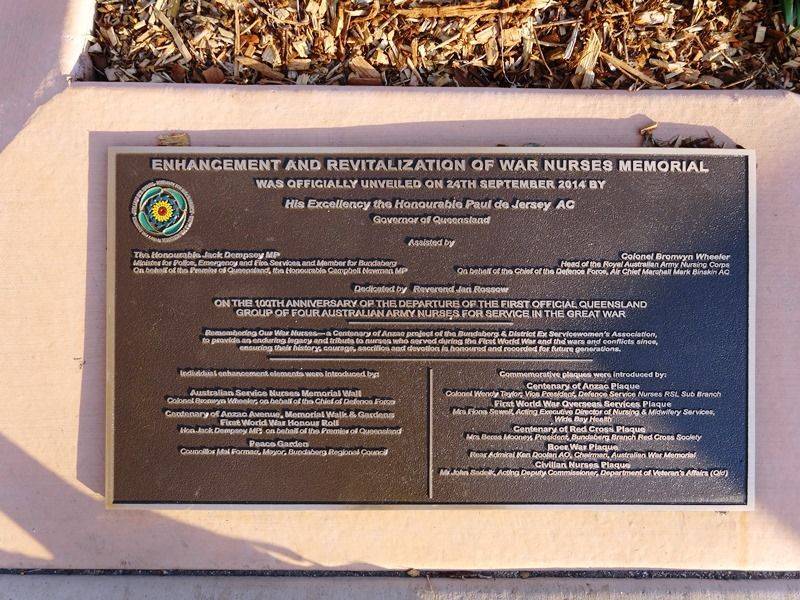 ENHANCEMENT AND REVITALIZATION OF WAR NURSES MEMORIAL
WAS OFFICIALLY UNVEILED ON 24TH SEPTEMBER 2014 BY
His Excellency the Honourable Paul de Jersey AC
Governor of Queensland
Assisted by
The Honourable Jack Dempsey MP
Minister for Police, Emergency and Fire Services and Member for Bundaberg
On behalf of the Premier of Queensland, the Honourable Campbell Newman MP
Colonel Bronwyn Wheeler
Head of the Royal Australian Army Nursing Corps
On behalf of the Chief of the Defence Force, Air Chief Marshall Mark Binskin AC
Dedicated by Reverend Jan Rossow
ON THE 100TH ANNIVERSARY OF THE DEPARTURE OF THE FIRST OFFICIAL QUEENSLAND
GROUP OF FOUR AUSTRALIAN ARMY NURSES FOR SERVICE IN THE GREAT WAR
Remembering Our War Nurses—a Centenary of Anzac project of the Bundaberg & District Ex Servicewomen's Association,
to provide an enduring legacy and tribute to nurses who served during the First World War and the wars and conflicts since,
ensuring their history, courage, sacrifice and devotion is honoured and recorded for future generations.
Individual enhancement elements were introduced by:
Australian Service Nurses Memorial Wall
Colonel Bronwyn Wheeler, on behalf of the Chief of Defence Force
Centenary of Anzac Avenue, Memorial Walk & Gardens
First World War Honour Roll
Hon Jack Dempsey MP, on behalf of the Premier of Queensland
Peace Garden
Councillor Mal Forman, Mayor, Bundaberg Regional Council
Commemorative plaques were introduced by:
Centenary of Anzac Plaque
Colonel Wendy Taylor, Vice President, Defence Service Nurses RSL Sub Branch
First World War Overseas Services Plaque
Mrs Fiona Sewell, Acting Executive Director of Nursing & Midwifery Services,
Wide Bay Health
Centenary of Red Cross Plaque
Mrs Beres Mooney, President, Bundaberg Branch Red Cross Society
Boer War Plaque
Rear Admiral Ken Doolan AO, Chairman, Australian War Memorial
Civilian Nurses Plaque
Mr John Acting Deputy Commissioner, Department of Veteran's Affairs (Qld)